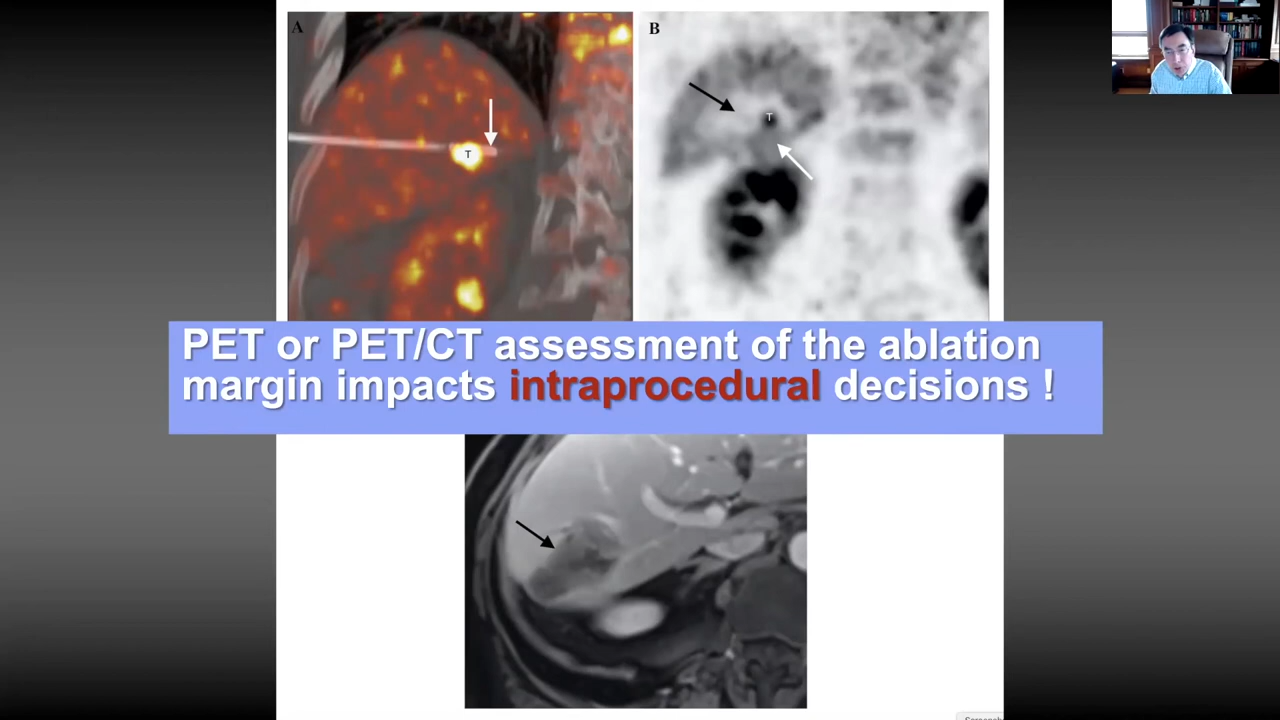 A
B
T
T
PET or PET/CT assessment of the ablation
margin impacts intraprocedural decisions !